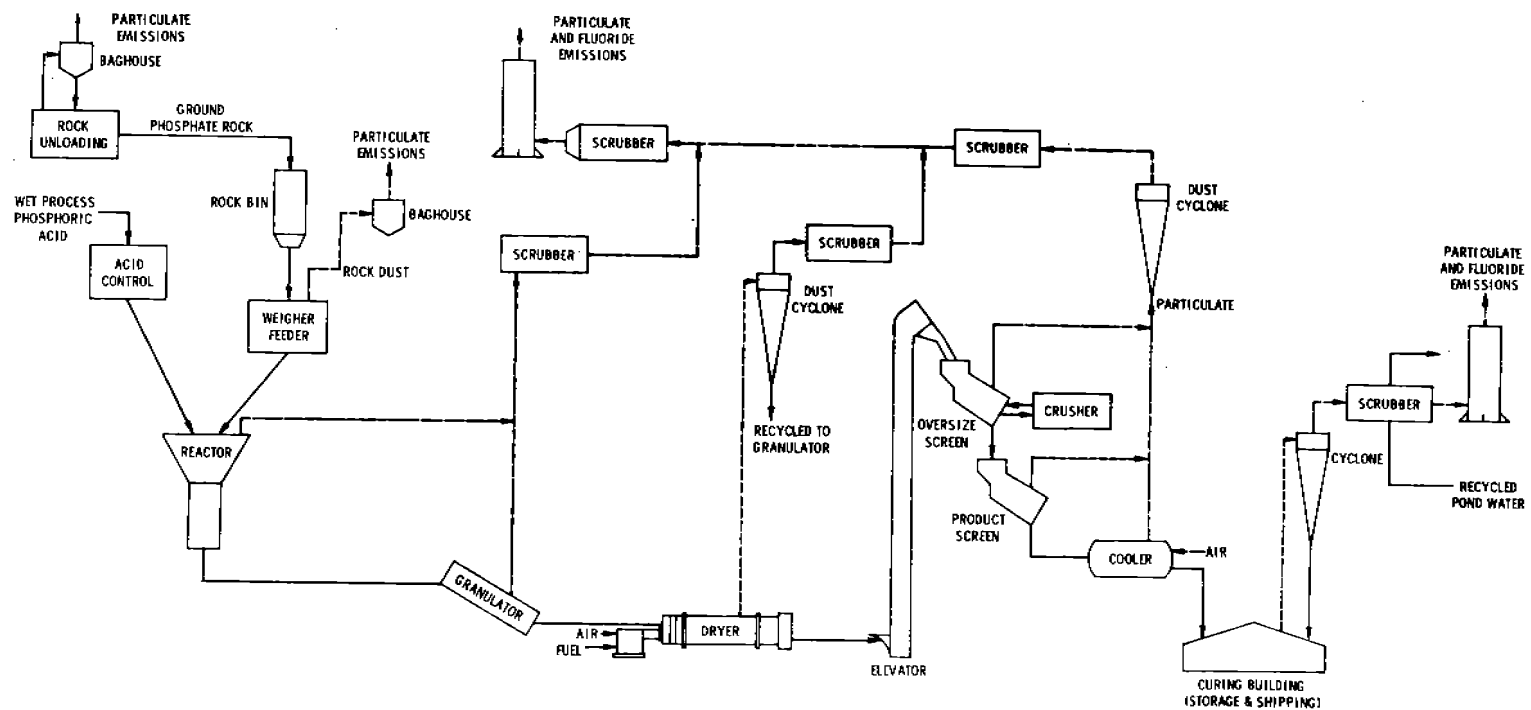 PARTICULATE
EMISSIONS
BAGHOUSE
ROCK
UNLOADING
GROUND
PHOSPHATE ROCK
PARTICULATE
EMISSIONS
BAGHOUSE
ROCK BIN
ROCK DUST
WET PROCESS
PHOSPHORIC
ACID
ACID
CONTROL
WEIGHER
FEEDER
REACTOR
GRANULATOR
PARTICULATE
AND FLUORIDE
EMISSIONS
SCRUBBER
SCRUBBER
SCRUBBER
SCRUBBER
DUST
CYCLONE
RECYCLED TO
GRANULATOR
AIR
FUEL
DRYER
ELEVATOR
DUST
CYCLONE
PARTICULATE
OVERSIZE
SCREEN
CRUSHER
PRODUCT
SCREEN
COOLER
AIR
PARTICULATE
AND FLUORIDE
EMISSIONS
SCRUBBER
CYCLONE
RECYCLED
POND WATER
CURING BUILDING
(STORAGE & SHIPPING)